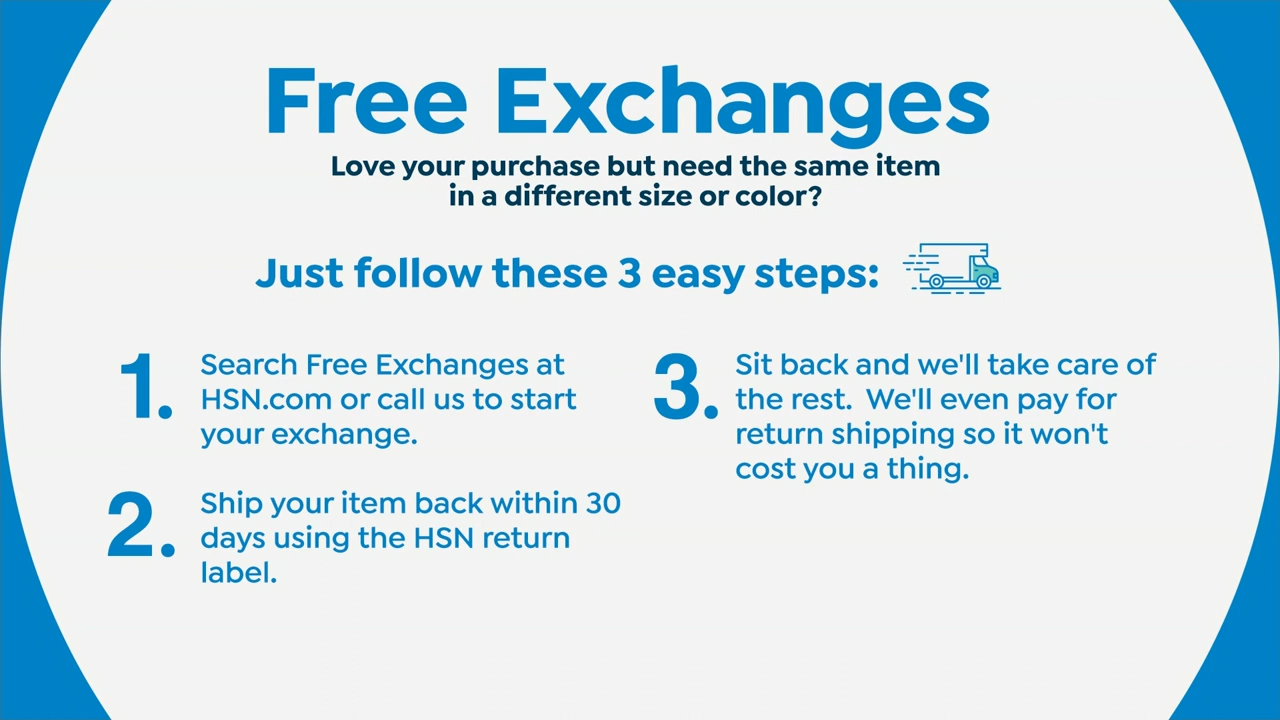 Free Exchanges
Love your purchase but need the same item
in a different size or color?
Just follow these 3 easy steps:
1. Search Free Exchanges at
HSN.com or call us to start
your exchange.
2. Ship your item back within 30
days using the HSN return
label.
3. Sit back and we'll take care of
the rest.  We'll even pay for
return shipping so it won't
cost you a thing.